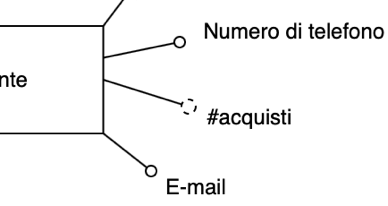 Numero di telefono
nte
#acquisti
E-mail